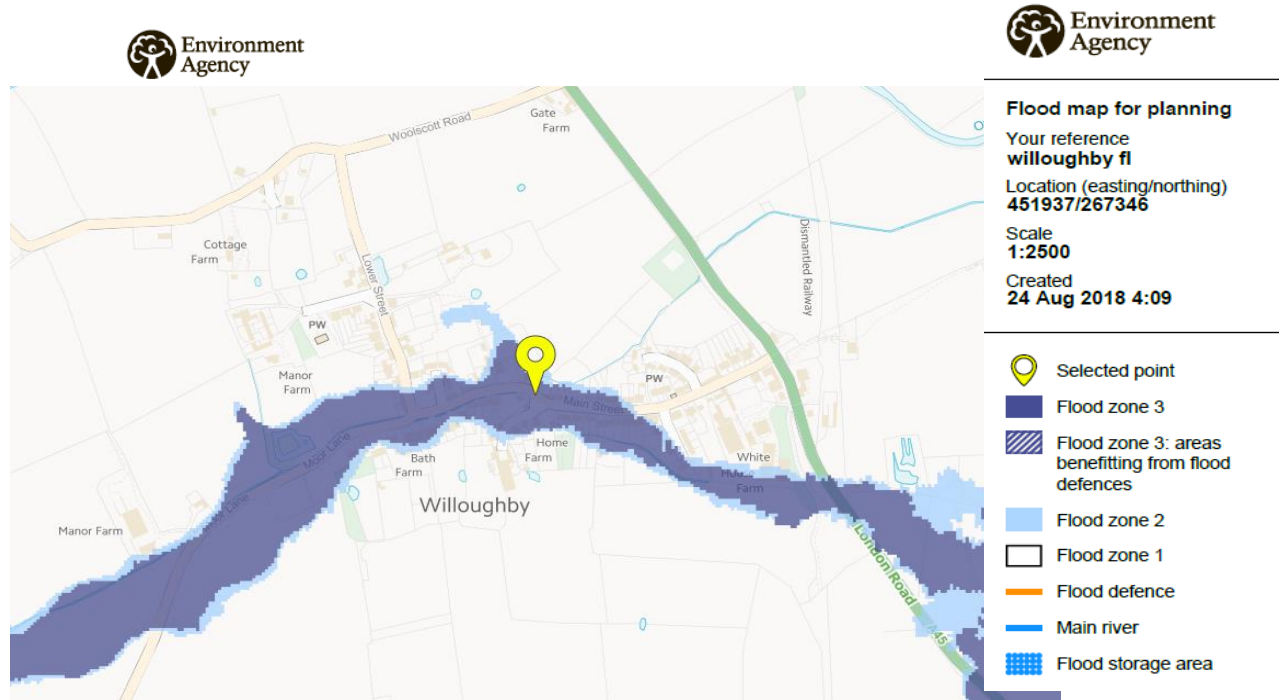 Environment
Agency
Environment
Agency
Flood map for planning
Your reference
willoughby fl
Location (easting/northing)
451937/267346
Scale
1:2500
Created
24 Aug 2018 4:09
Selected point
Flood zone 3
Flood zone 3: areas
benefitting from flood
defences
Flood zone 2
Flood zone 1
Flood defence
Main river
Flood storage area
Woolscott Road
Gate
Farm
Cottage
Farm
Lower Street
Dismantled Railway
PW
Manor
Farm
PW
Main Street
Moor Lane
Bath
Farm
Home
Farm
White
Farm
Willoughby
Manor Farm
Lane
London Road
A45